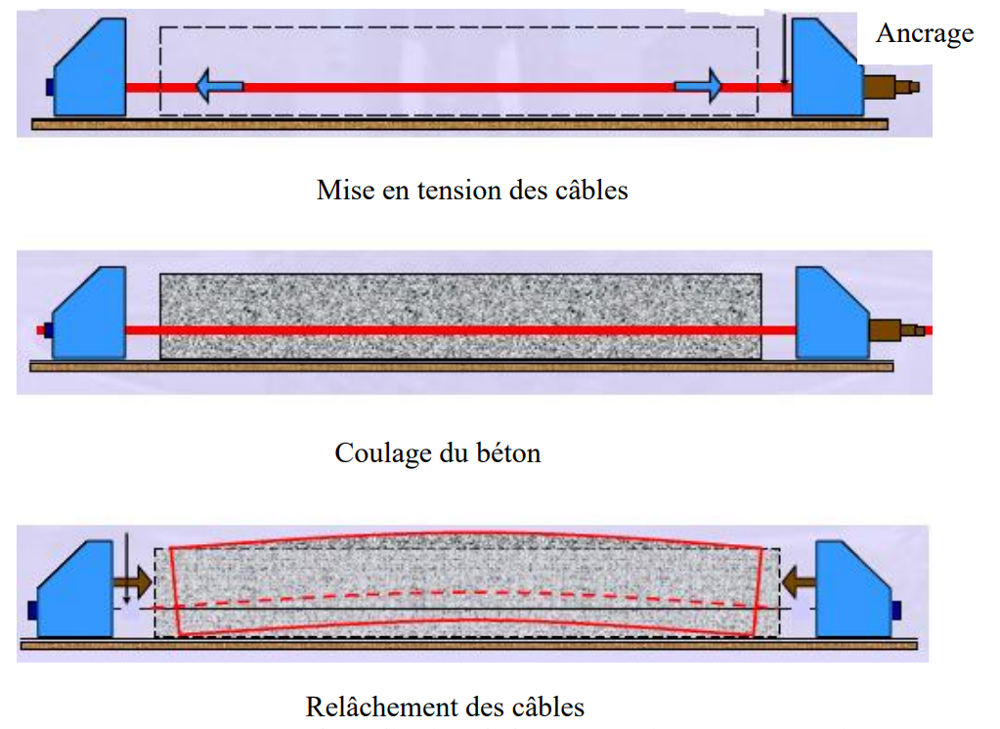 Ancrage
Mise en tension des câbles
Coulage du béton
Relâchement des câbles